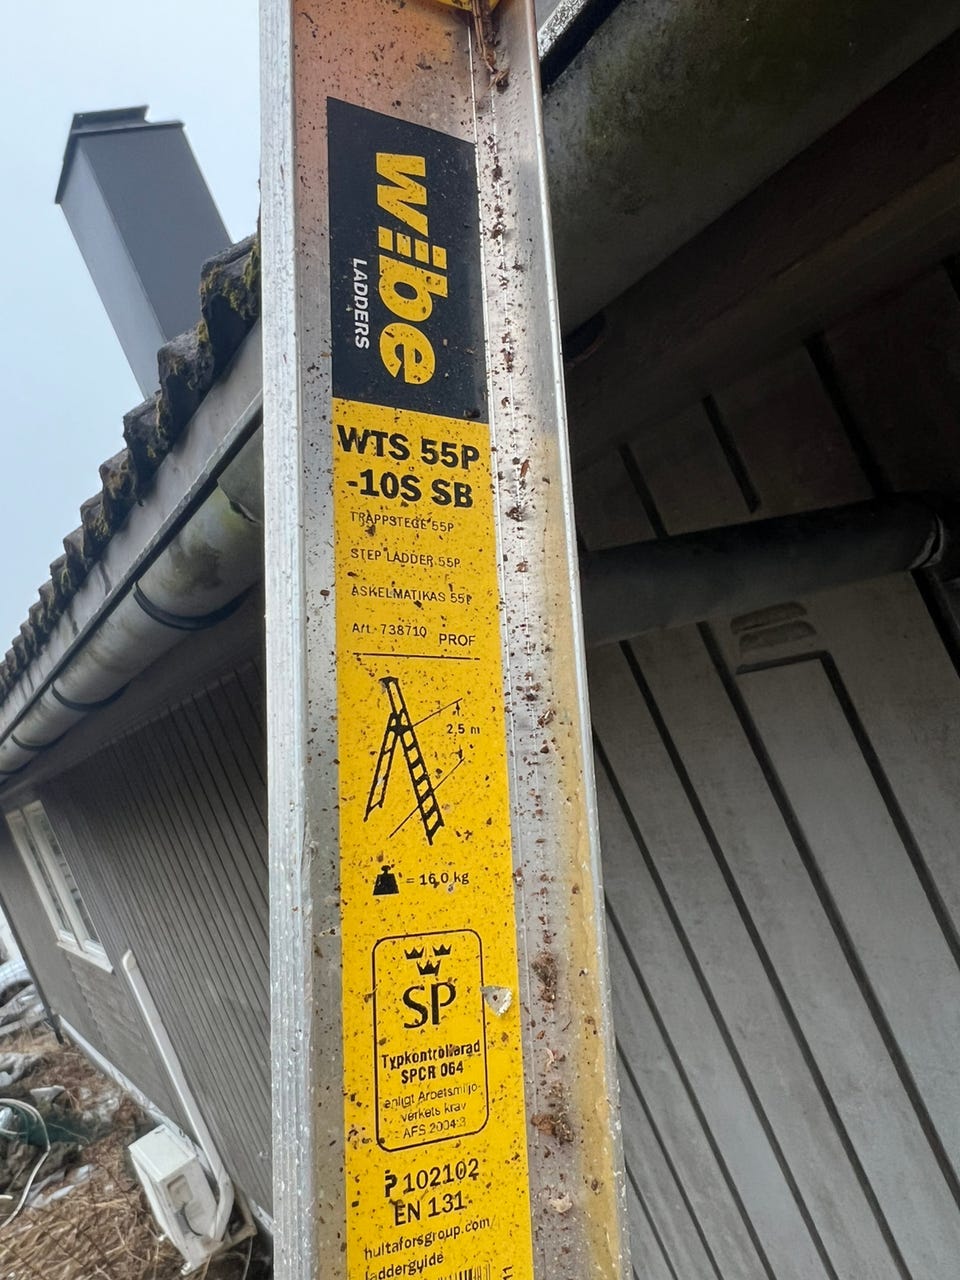 wibe
LADDERS
WTS 55P
-10S SB
TRAPPSTEGE 55P
STEP LADDER 55P
ASKELMATIKAS 55P
Art. 738710 PROF
2,5 m
= 16,0 kg
SP
Typkontrollerad
SPCR 064
enligt Arbetsmiljö-
verkets krav
AFS 2004:3
P 102102
EN 131
hultaforsgroup.com/
ladderguide